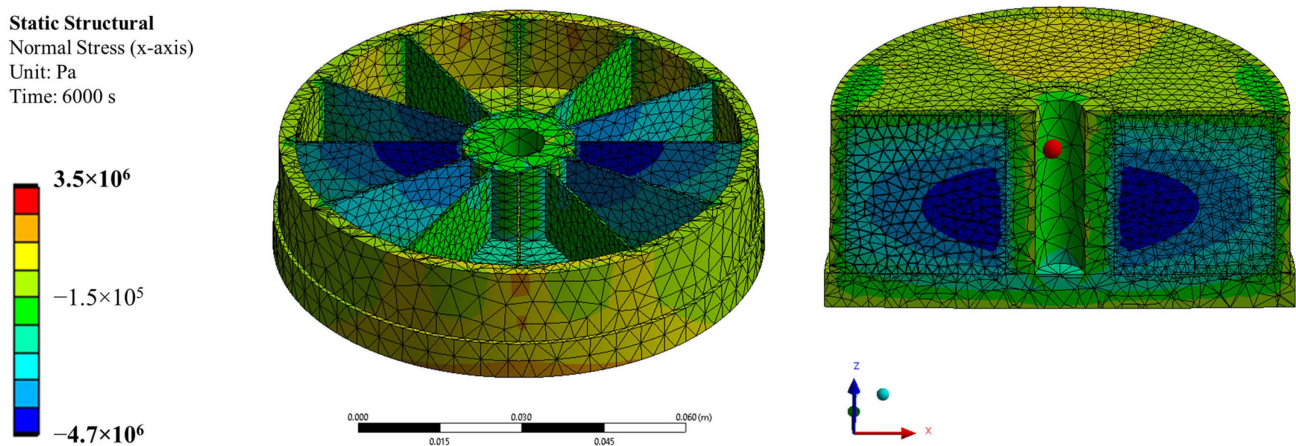 Static Structural
Normal Stress (x-axis)
Unit: Pa
Time: 6000 s
3.5×10⁶
−1.5×10⁵
−4.7×10⁶
0.000 0.030 0.060 (m)
0.015 0.045
z
x